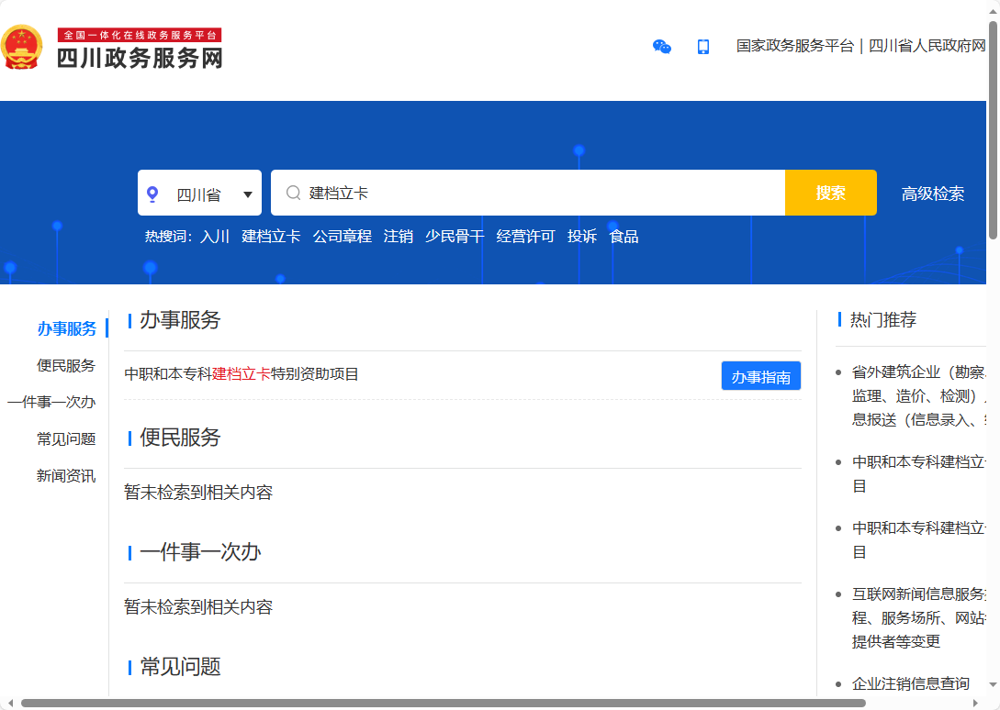 全国一体化在线政务服务平台
四川政务服务网
国家政务服务平台 | 四川省人民政府网
四川省
建档立卡
搜索
高级检索
热搜词：入川 建档立卡 公司章程 注销 少民骨干 经营许可 投诉 食品
办事服务
便民服务
一件事一次办
常见问题
新闻资讯
办事服务
中职和本专科建档立卡特别资助项目
办事指南
便民服务
暂未检索到相关内容
一件事一次办
暂未检索到相关内容
常见问题
热门推荐
省外建筑企业（勘察
监理、造价、检测）
息报送（信息录入、
中职和本专科建档立
目
中职和本专科建档立
目
互联网新闻信息服务
程、服务场所、网站
提供者等变更
企业注销信息查询